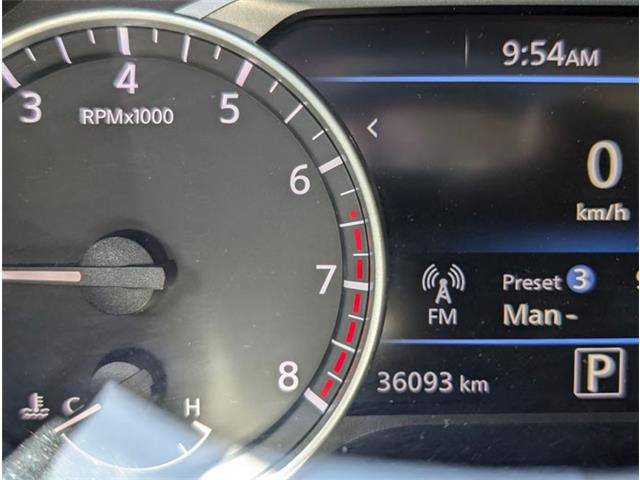 3
4
5
6
7
8
RPMx1000
C
H
9:54AM
<
0
km/h
FM
Preset 3
Man -
36093 km
P